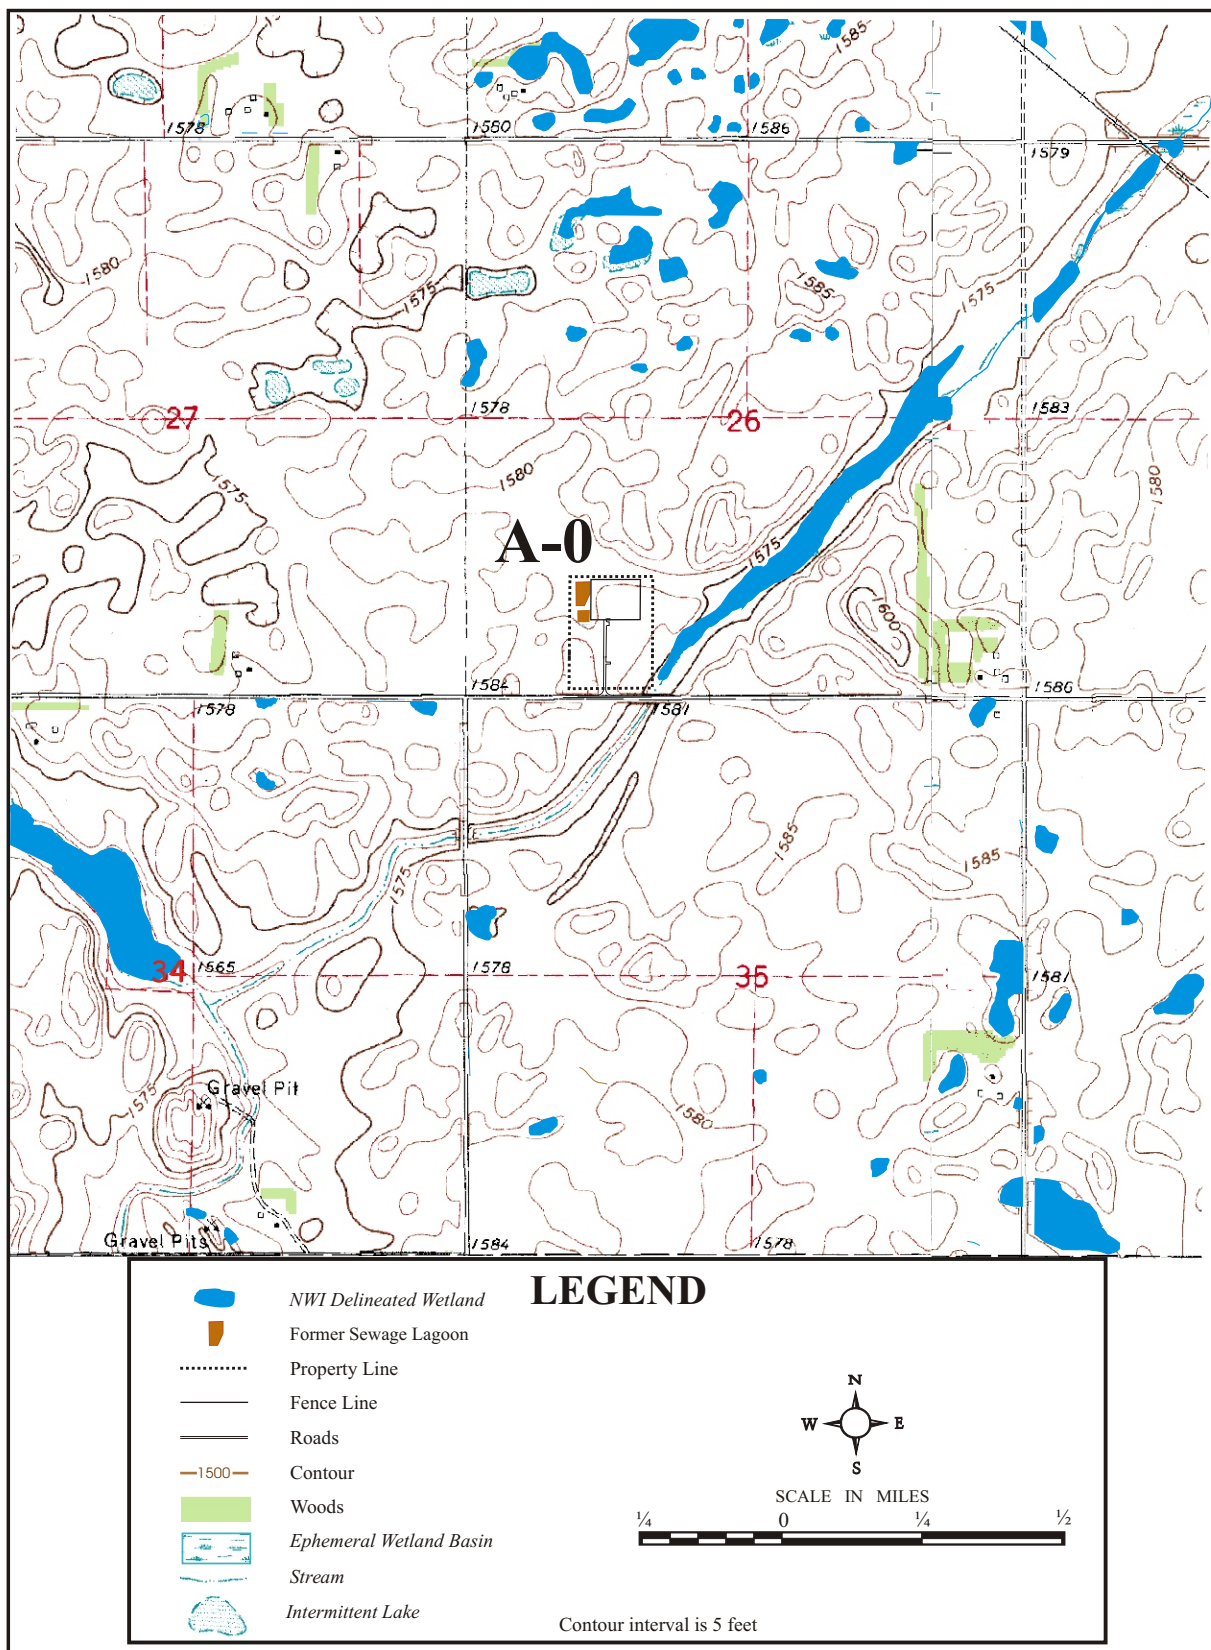 1585
1578
1580
1586
1579
1580
1575
1585
1575
27
1578
26
1583
1575
1580
1580
A-0
1575
1600
1584
1586
1578
1581
1575
1585
1585
34
1565
1578
35
1581
Gravel Pit
1575
1580
Gravel Pits
1584
1578
LEGEND
NWI Delineated Wetland
Former Sewage Lagoon
Property Line
Fence Line
Roads
1500
Contour
Woods
Ephemeral Wetland Basin
Stream
Intermittent Lake
N
W E
S
SCALE IN MILES
¼ 0 ¼ ½
Contour interval is 5 feet